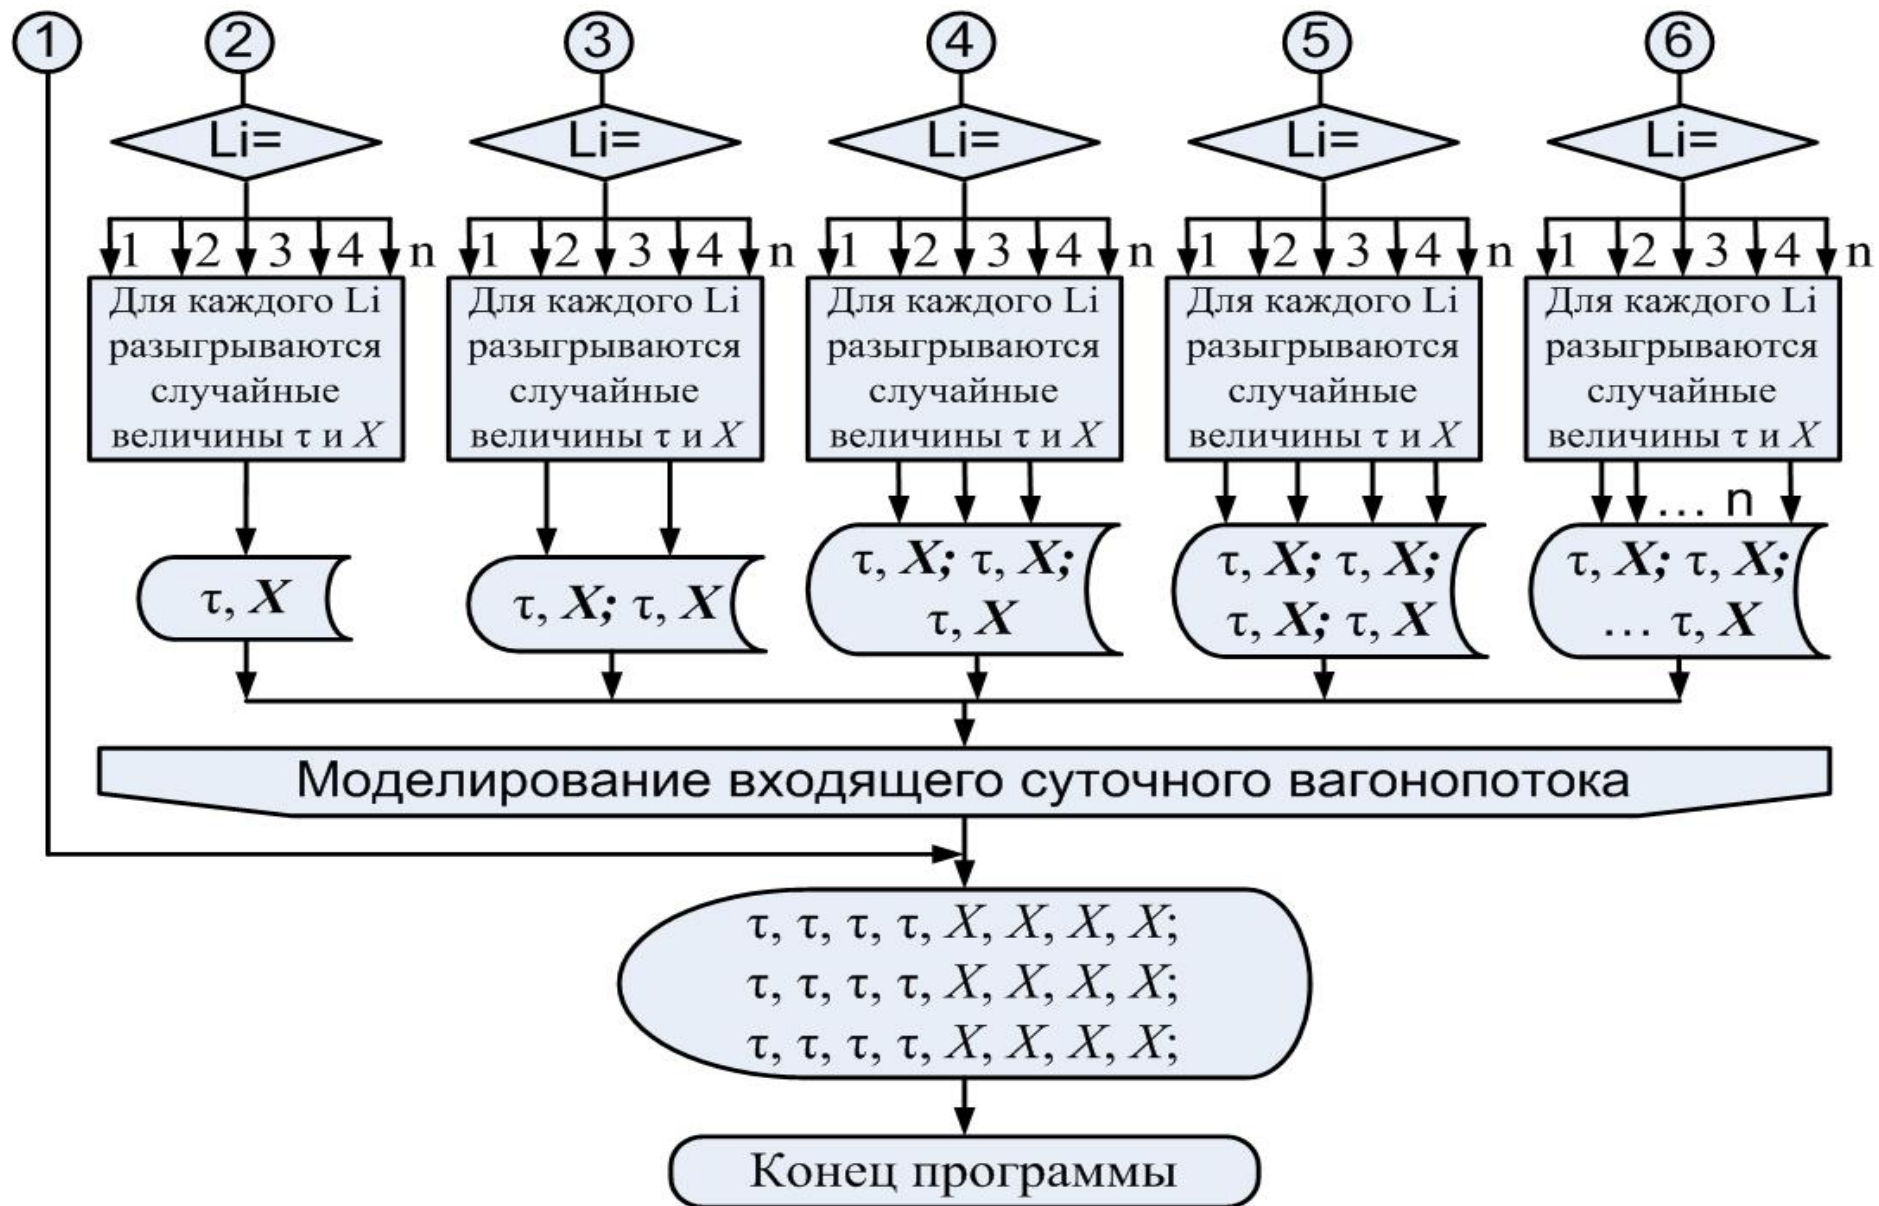 1 2 3 4 5 6
Li= Li= Li= Li= Li=
1 2 3 4 n 1 2 3 4 n 1 2 3 4 n 1 2 3 4 n 1 2 3 4 n
Для каждого Li
разыгрываются
случайные
величины τ и X
Для каждого Li
разыгрываются
случайные
величины τ и X
Для каждого Li
разыгрываются
случайные
величины τ и X
Для каждого Li
разыгрываются
случайные
величины τ и X
Для каждого Li
разыгрываются
случайные
величины τ и X
... n
τ, X
τ, X; τ, X
τ, X; τ, X;
τ, X
τ, X; τ, X;
τ, X; τ, X
τ, X; τ, X;
... τ, X
Моделирование входящего суточного вагонопотока
τ, τ, τ, τ, X, X, X, X;
τ, τ, τ, τ, X, X, X, X;
τ, τ, τ, τ, X, X, X, X;
Конец программы